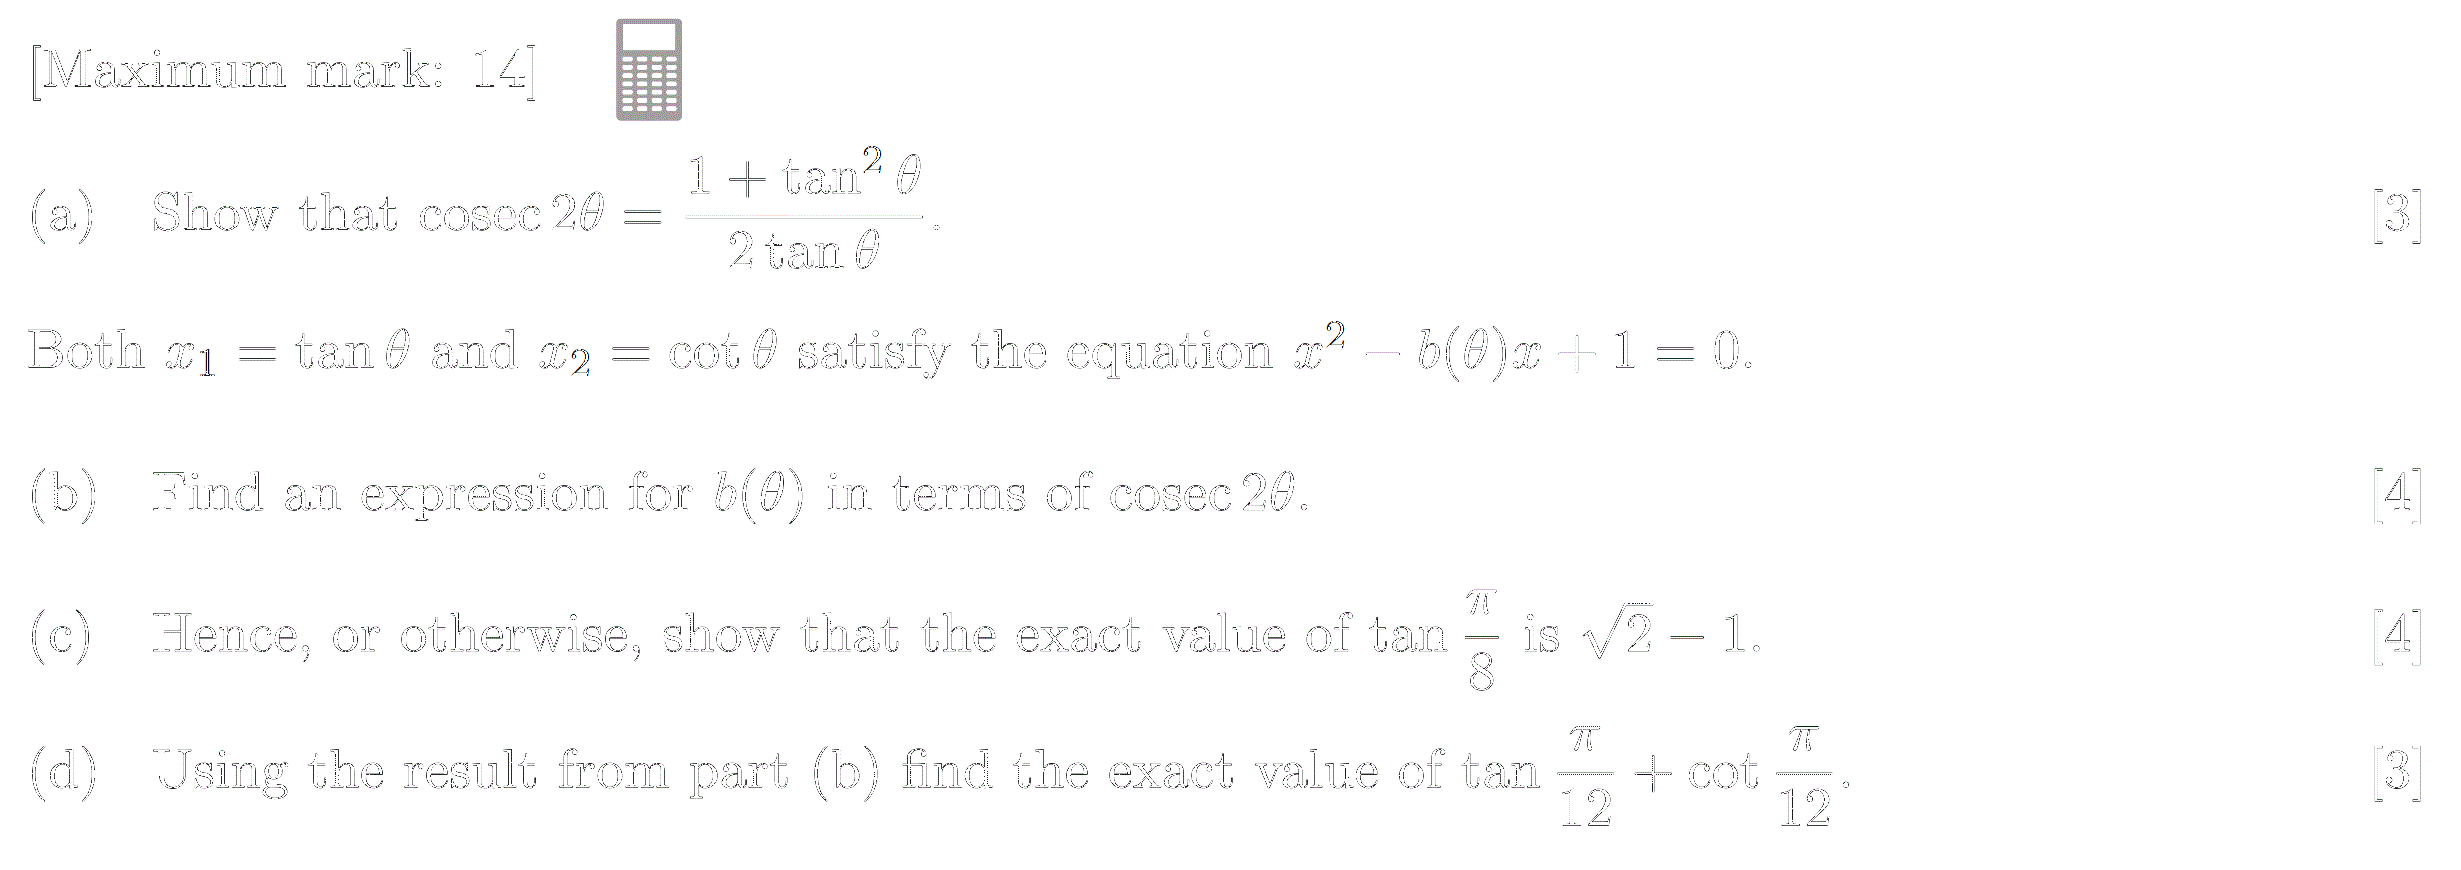 [Maximum mark: 14]
(a) Show that cosec 2θ = (1 + tan² θ)/(2 tan θ). [3]
Both x₁ = tan θ and x₂ = cot θ satisfy the equation x² − b(θ)x + 1 = 0.
(b) Find an expression for b(θ) in terms of cosec 2θ. [4]
(c) Hence, or otherwise, show that the exact value of tan π/8 is √2 − 1. [4]
(d) Using the result from part (b) find the exact value of tan π/12 + cot π/12. [3]